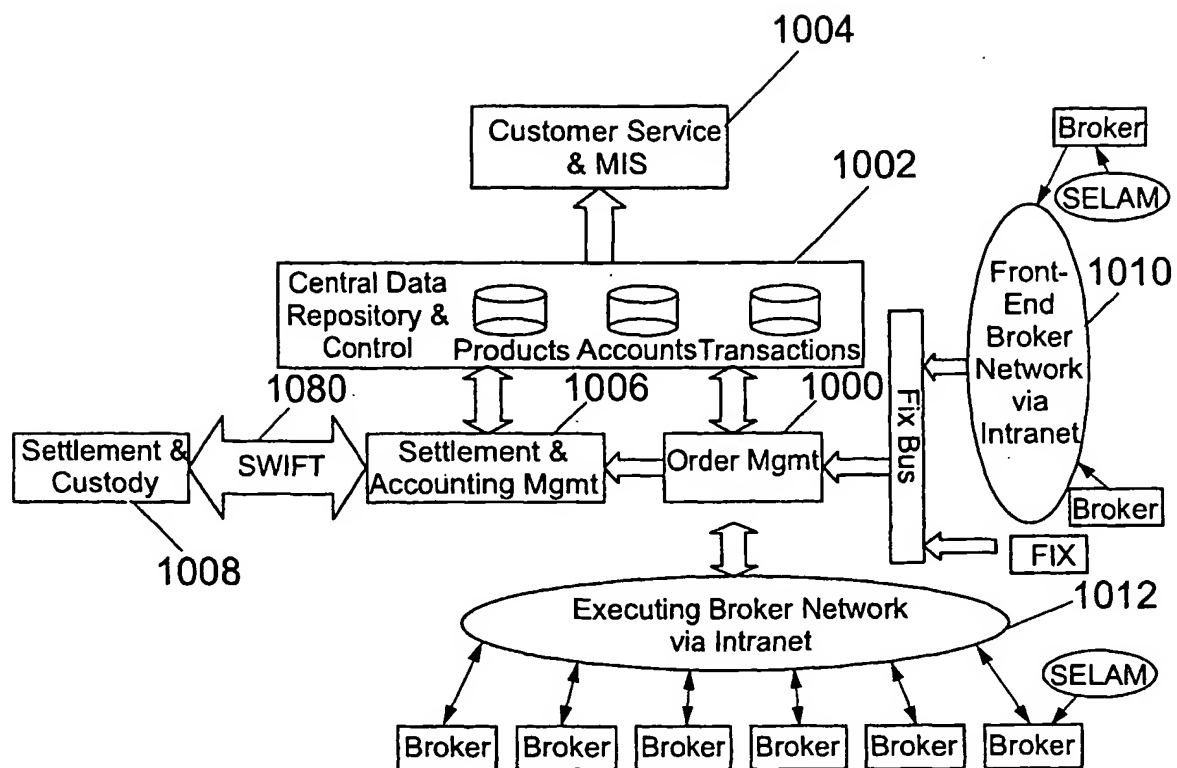 1004
Customer Service
& MIS
1002
Broker
SELAM
Central Data
Repository &
Control
Products Accounts Transactions
Front-
End
Broker
Network
via
Intranet
1010
Fix Bus
1080
1006
1000
Settlement &
Custody
SWIFT
Settlement &
Accounting Mgmt
Order Mgmt
Broker
1008
FIX
1012
Executing Broker Network
via Intranet
SELAM
Broker Broker Broker Broker Broker Broker